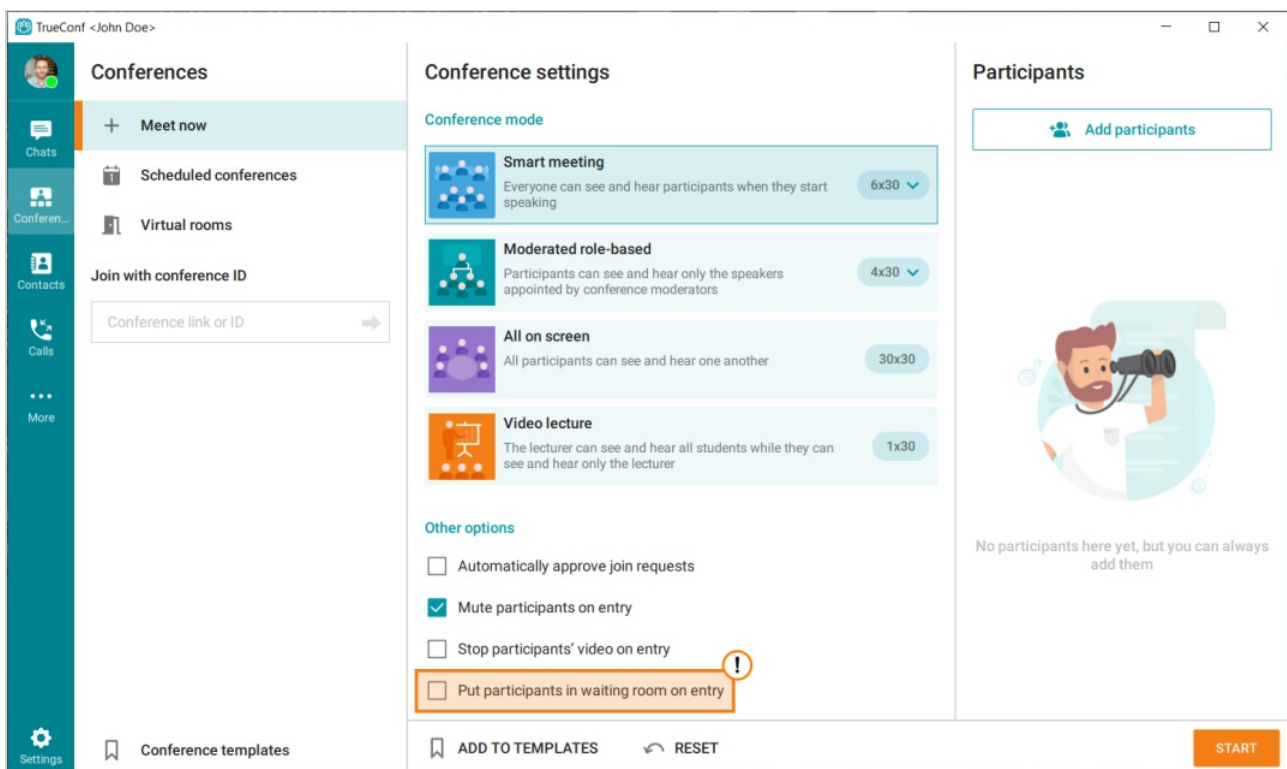 TrueConf <John Doe>
Chats
Conferen...
Contacts
Calls
More
Settings
Conferences
Meet now
1
Scheduled conferences
Virtual rooms
Join with conference ID
Conference link or ID
Conference templates
Conference settings
Conference mode
Smart meeting
Everyone can see and hear participants when they start
speaking
6x30
Moderated role-based
Participants can see and hear only the speakers
appointed by conference moderators
4x30
All on screen
All participants can see and hear one another
30x30
Video lecture
The lecturer can see and hear all students while they can
see and hear only the lecturer
1x30
Other options
Automatically approve join requests
Mute participants on entry
Stop participants' video on entry
!
Put participants in waiting room on entry
ADD TO TEMPLATES
RESET
Participants
Add participants
No participants here yet, but you can always
add them
START